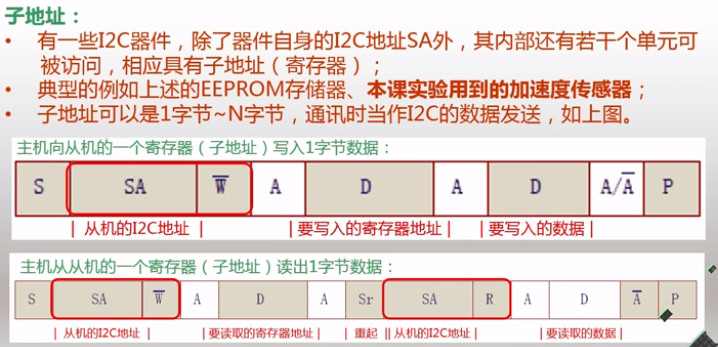 子地址：
• 有一些I2C器件，除了器件自身的I2C地址SA外，其内部还有若干个单元可
被访问，相应具有子地址（寄存器）；
• 典型的例如上述的EEPROM存储器、本课实验用到的加速度传感器；
• 子地址可以是1字节~N字节，通讯时当作I2C的数据发送，如上图。
主机向从机的一个寄存器（子地址）写入1字节数据：
S SA W̅ A D A D A/A̅ P
| 从机的I2C地址 | |要写入的寄存器地址| |要写入的数据|
主机从从机的一个寄存器（子地址）读出1字节数据：
S SA W̅ A D A Sr SA R A D A̅ P
| 从机的I2C地址 | |要读取的寄存器地址| |重起| |从机的I2C地址| |要读取的数据|